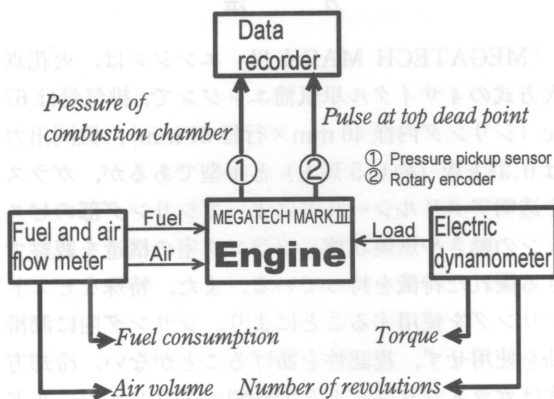 Data
recorder
Pressure of
combustion chamber
Pulse at top dead point
① ②
① Pressure pickup sensor
② Rotary encoder
Fuel and air
flow meter
Fuel
Air
MEGATECH MARK III
Engine
Load
Electric
dynamometer
Fuel consumption
Torque
Air volume
Number of revolutions